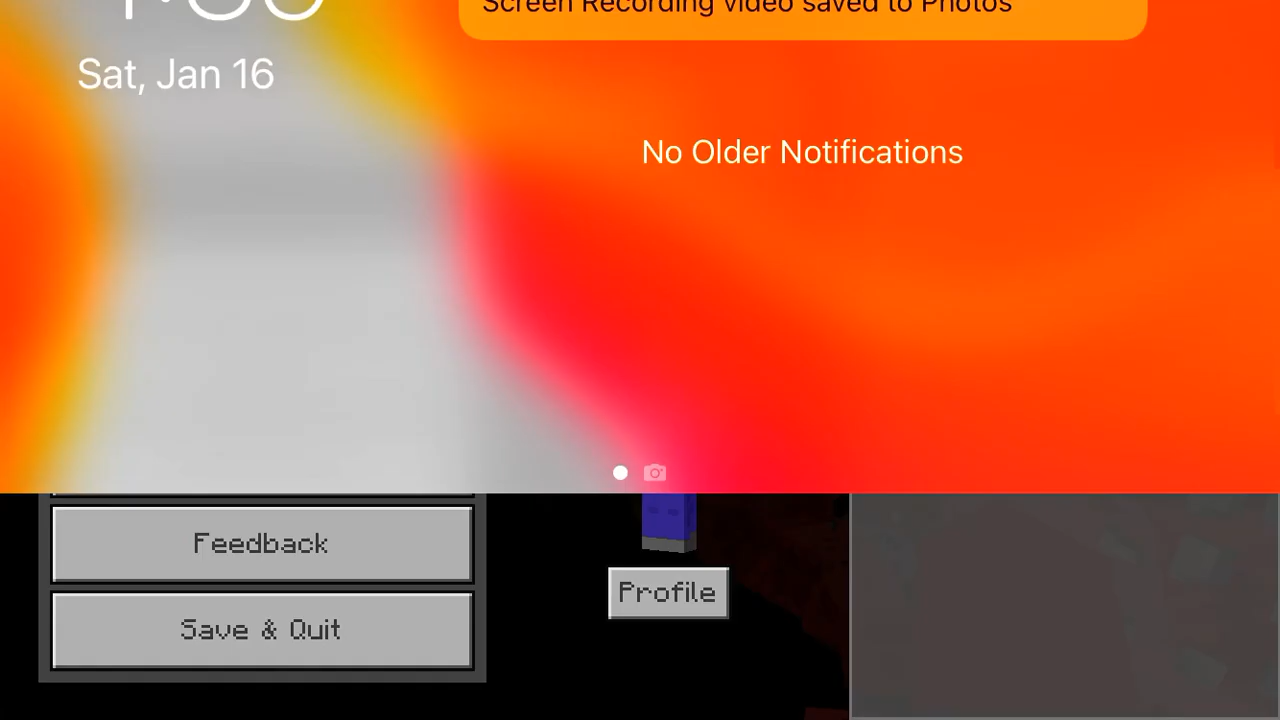 Screen Recording video saved to Photos
Sat, Jan 16
No Older Notifications
Feedback
Profile
Save & Quit